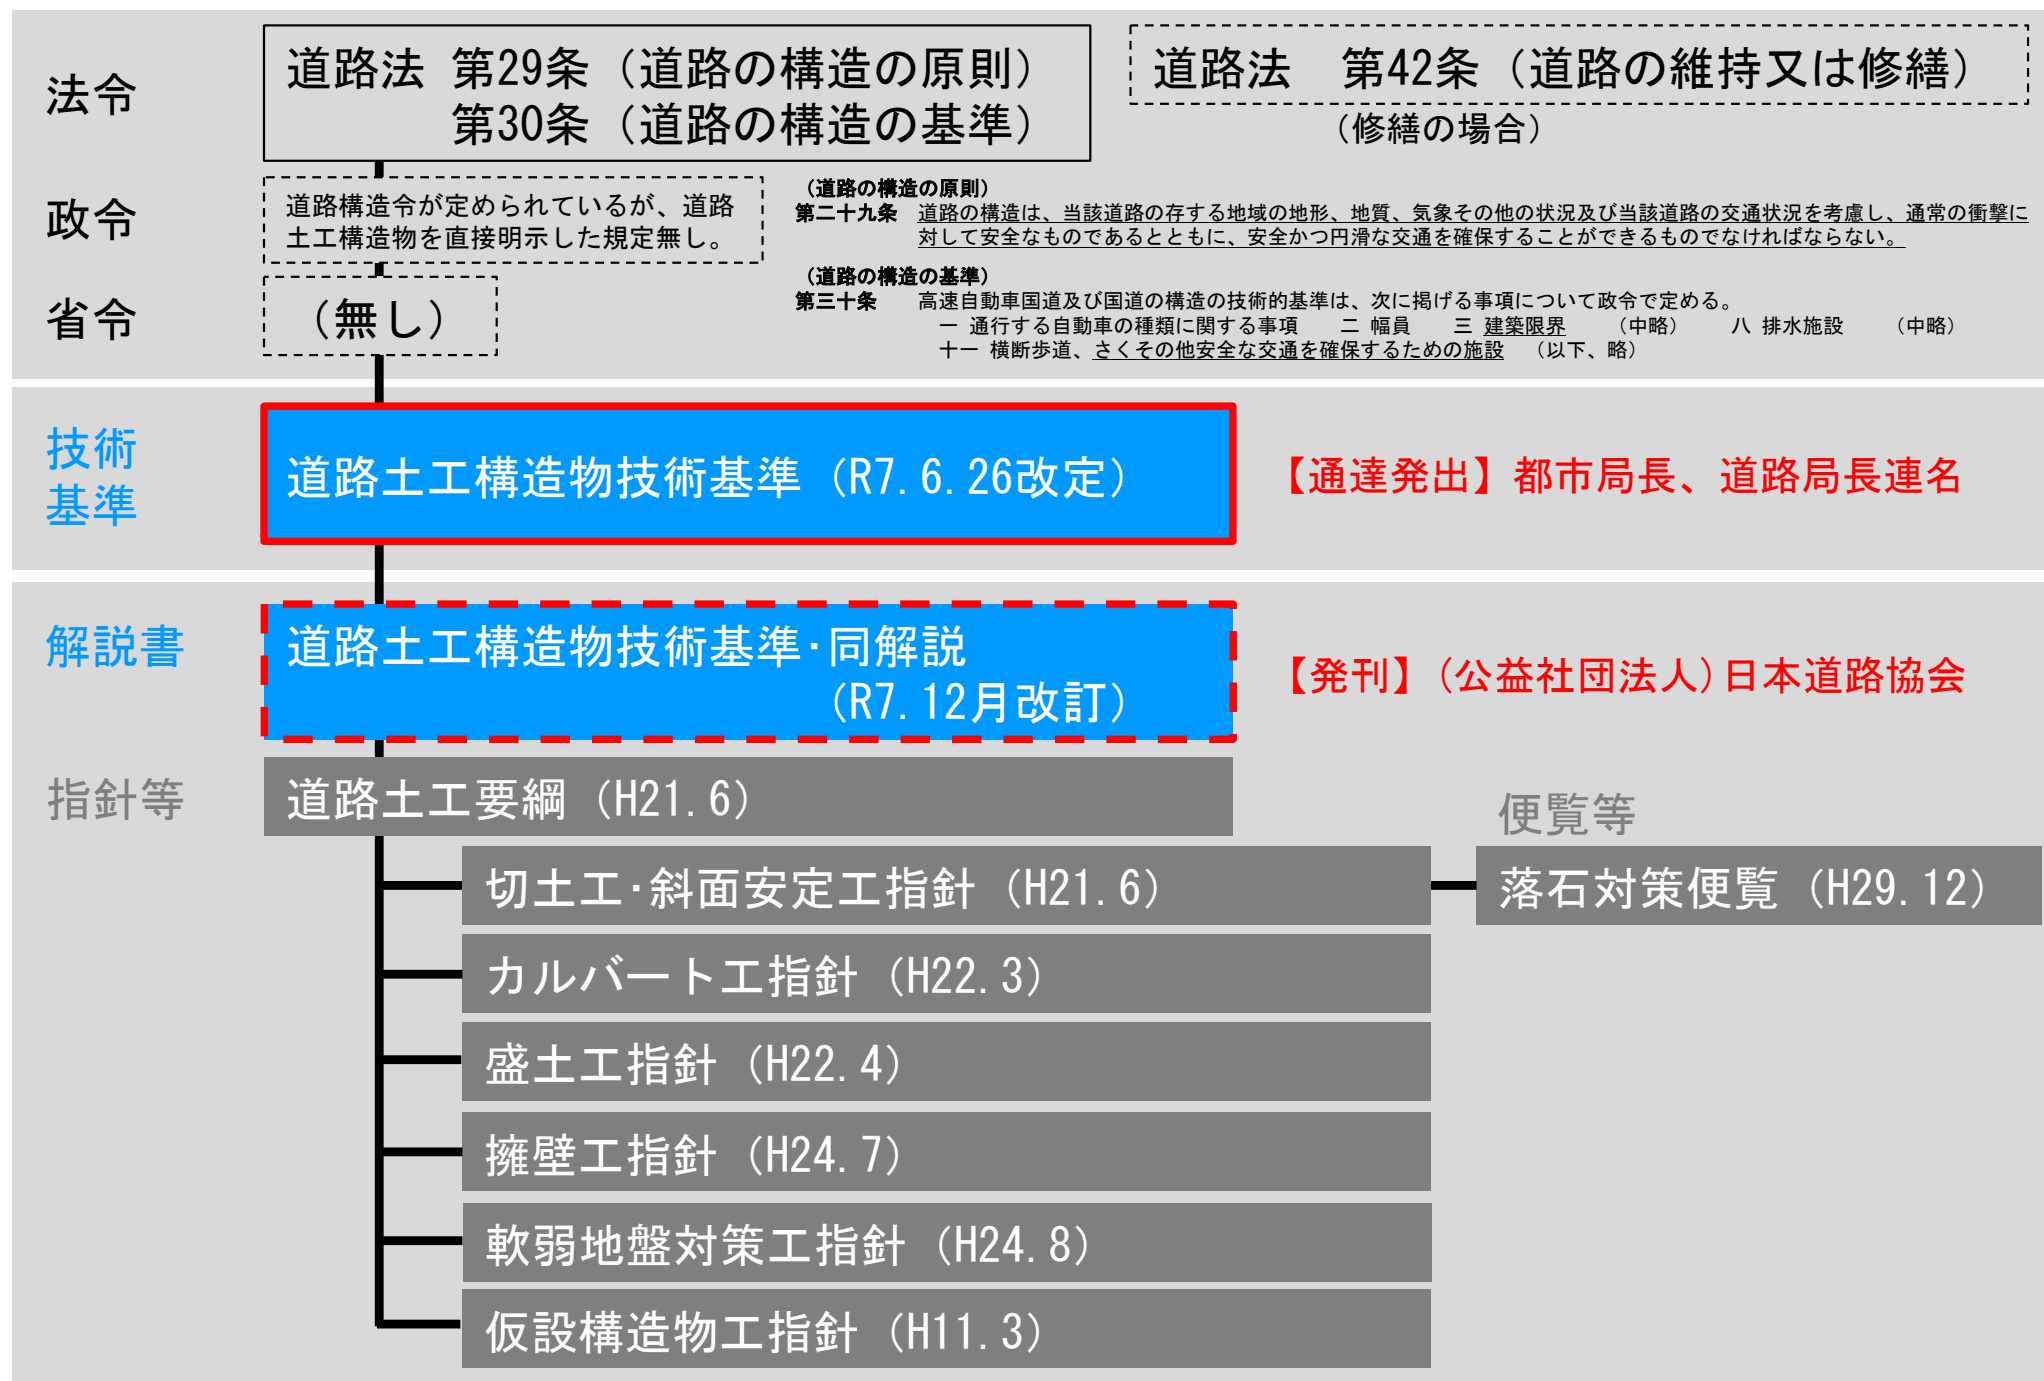 法令
道路法 第29条（道路の構造の原則）
第30条（道路の構造の基準）
道路法　第42条（道路の維持又は修繕）
（修繕の場合）
政令
道路構造令が定められているが、道路
土工構造物を直接明示した規定無し。
（道路の構造の原則）
第二十九条　道路の構造は、当該道路の存する地域の地形、地質、気象その他の状況及び当該道路の交通状況を考慮し、通常の衝撃に
対して安全なものであるとともに、安全かつ円滑な交通を確保することができるものでなければならない。
省令
（無し）
（道路の構造の基準）
第三十条　高速自動車国道及び国道の構造の技術的基準は、次に掲げる事項について政令で定める。
一 通行する自動車の種類に関する事項　二 幅員　三 建築限界　（中略）　八 排水施設　（中略）
十一 横断歩道、さくその他安全な交通を確保するための施設　（以下、略）
技術
基準
道路土工構造物技術基準（R7.6.26改定）
【通達発出】都市局長、道路局長連名
解説書
道路土工構造物技術基準・同解説
（R7.12月改訂）
【発刊】（公益社団法人）日本道路協会
指針等
道路土工要綱（H21.6）
便覧等
切土工・斜面安定工指針（H21.6）
落石対策便覧（H29.12）
カルバート工指針（H22.3）
盛土工指針（H22.4）
擁壁工指針（H24.7）
軟弱地盤対策工指針（H24.8）
仮設構造物工指針（H11.3）